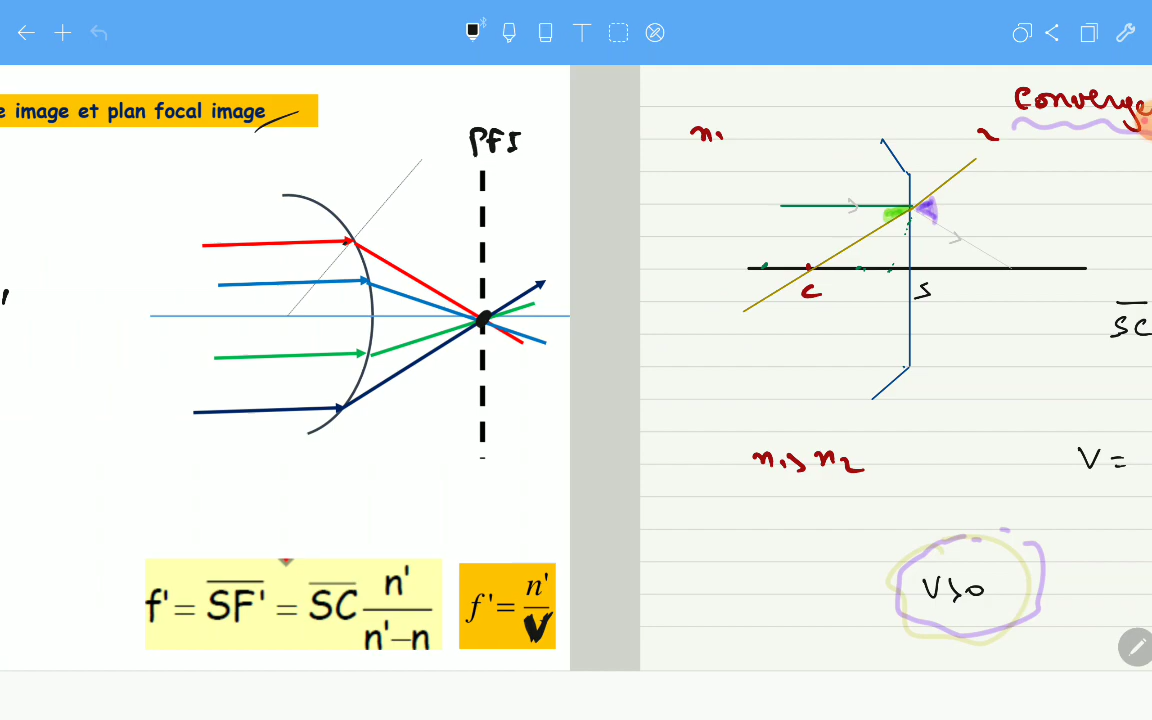 e image et plan focal image
PFI
f' = SF' = SC n' / n'-n
f' = n' / V
Converge
n₁
2
C
S
SC
n₁ > n₂
V =
V > 0